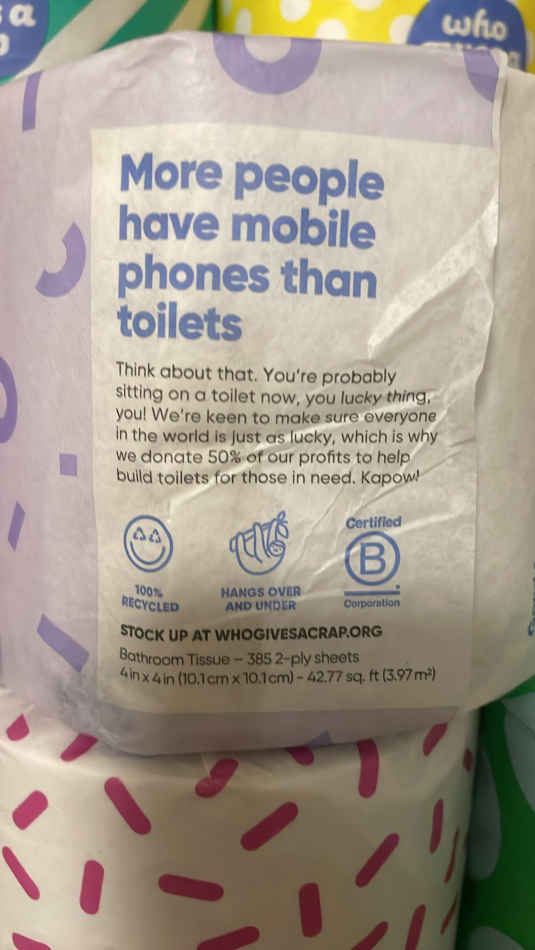 a
who
More people
have mobile
phones than
toilets
Think about that. You're probably
sitting on a toilet now, you lucky thing,
you! We're keen to make sure everyone
in the world is just as lucky, which is why
we donate 50% of our profits to help
build toilets for those in need. Kapow!
100%
RECYCLED
HANGS OVER
AND UNDER
Certified
B
Corporation
STOCK UP AT WHOGIVESACRAP.ORG
Bathroom Tissue – 385 2-ply sheets
4 in x 4 in (10.1 cm x 10.1 cm) – 42.77 sq. ft (3.97 m²)